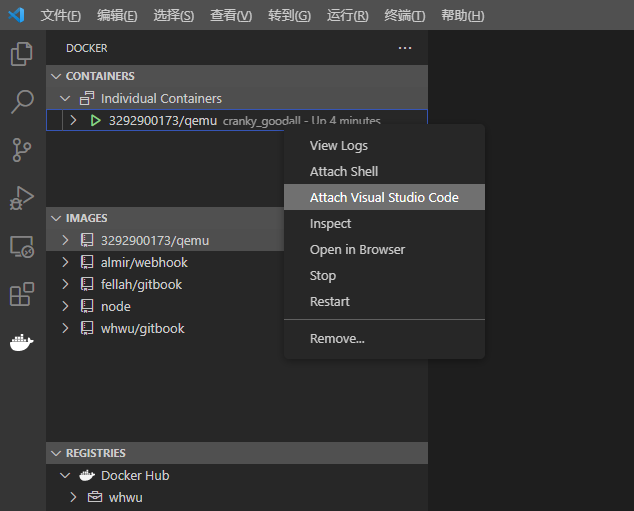 文件(F) 编辑(E) 选择(S) 查看(V) 转到(G) 运行(R) 终端(T) 帮助(H)
DOCKER
CONTAINERS
Individual Containers
3292900173/qemu cranky_goodall - Up 4 minutes
View Logs
Attach Shell
Attach Visual Studio Code
Inspect
Open in Browser
Stop
Restart
Remove...
IMAGES
3292900173/qemu
almir/webhook
fellah/gitbook
node
whwu/gitbook
REGISTRIES
Docker Hub
whwu